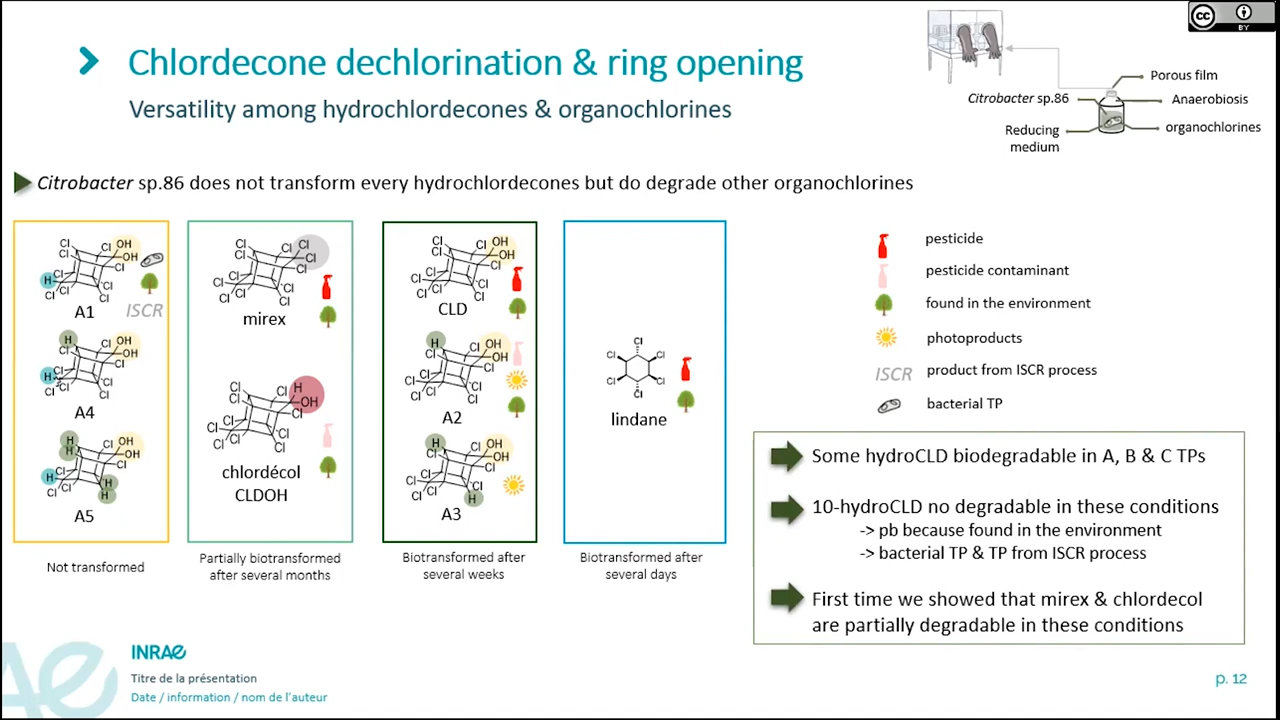 Chlordecone dechlorination & ring opening
Versatility among hydrochlordecones & organochlorines
cc
BY
Porous film
Citrobacter sp.86
Anaerobiosis
organochlorines
Reducing
medium
Citrobacter sp.86 does not transform every hydrochlordecones but do degrade other organochlorines
A1
ISCR
A4
A5
Not transformed
mirex
chlordécol
CLDOH
Partially biotransformed
after several months
CLD
A2
A3
Biotransformed after
several weeks
lindane
Biotransformed after
several days
pesticide
pesticide contaminant
found in the environment
photoproducts
ISCR product from ISCR process
bacterial TP
Some hydroCLD biodegradable in A, B & C TPs
10-hydroCLD no degradable in these conditions
-> pb because found in the environment
-> bacterial TP & TP from ISCR process
First time we showed that mirex & chlordecol
are partially degradable in these conditions
INRAE
Titre de la présentation
Date / information / nom de l'auteur
p. 12